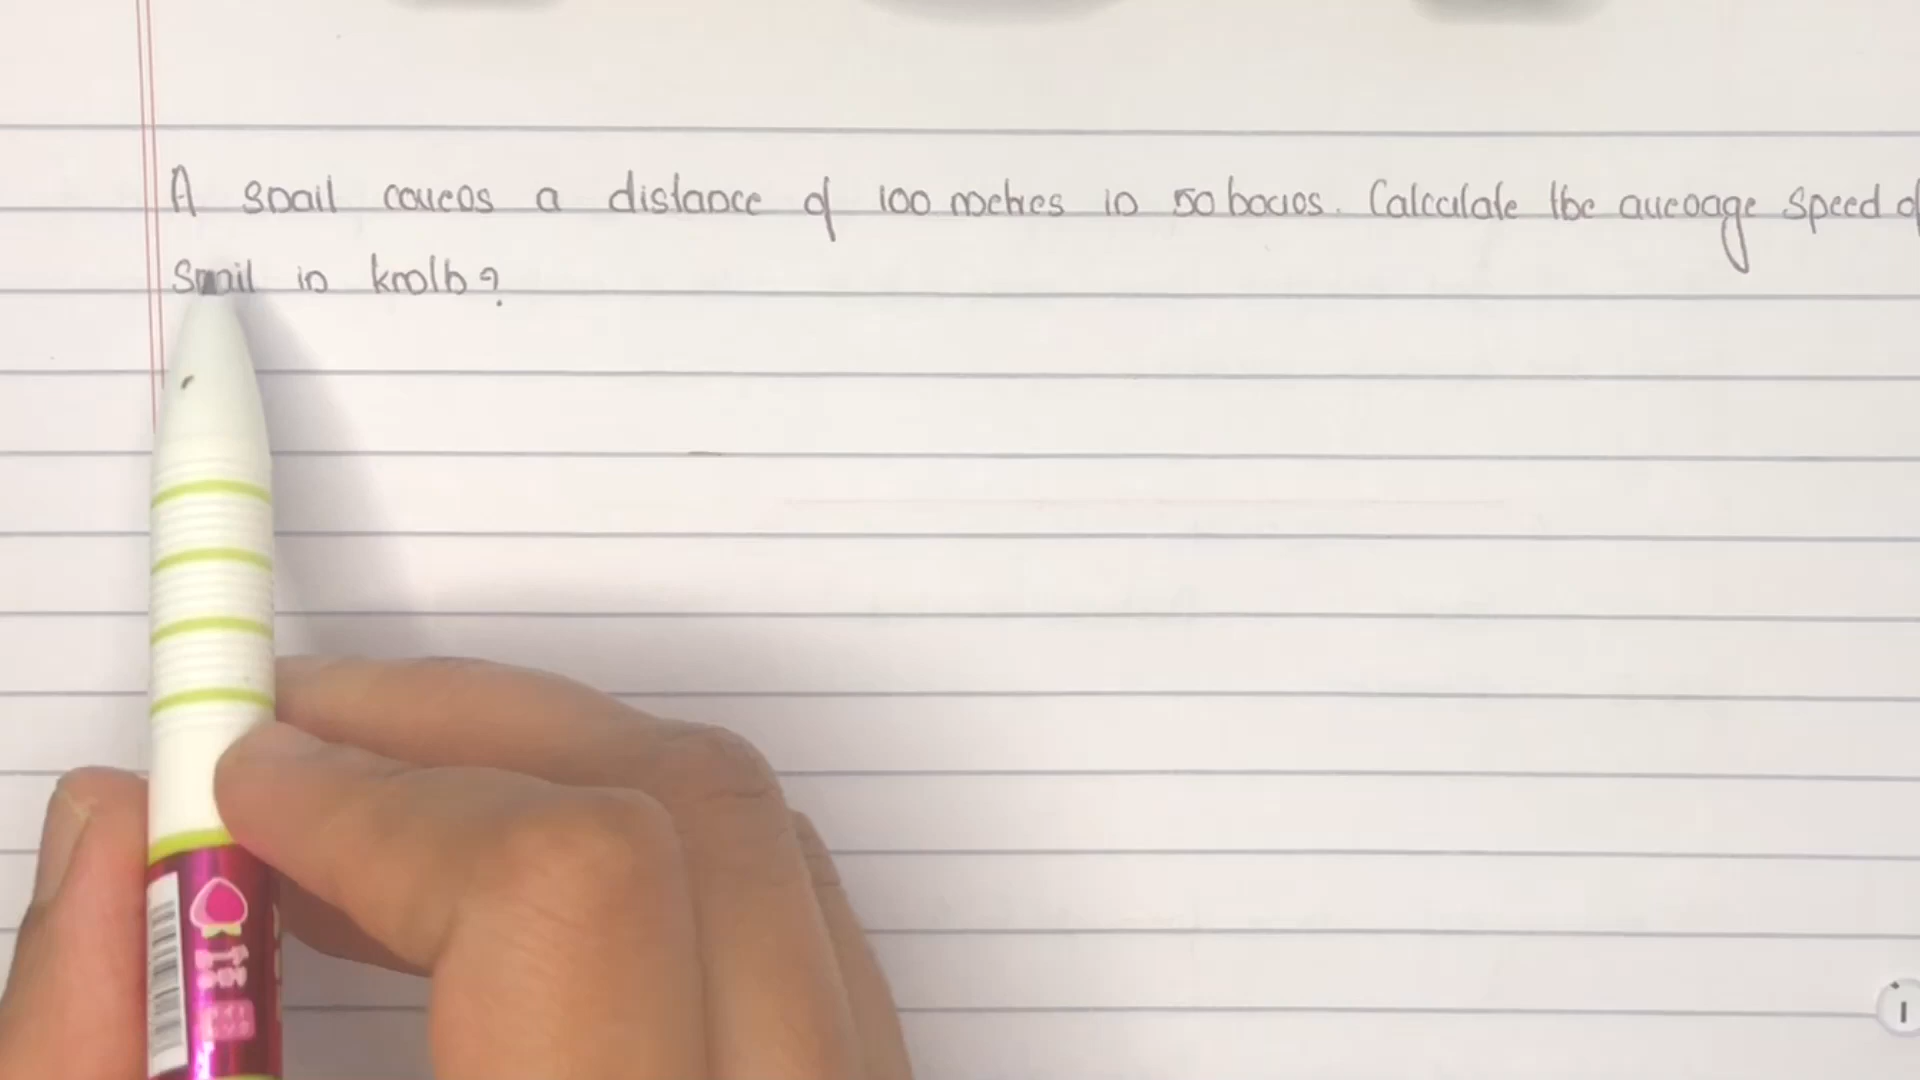 A snail covers a distance of 100 metres in 50 hours. Calculate the average speed of
snail in km/h?